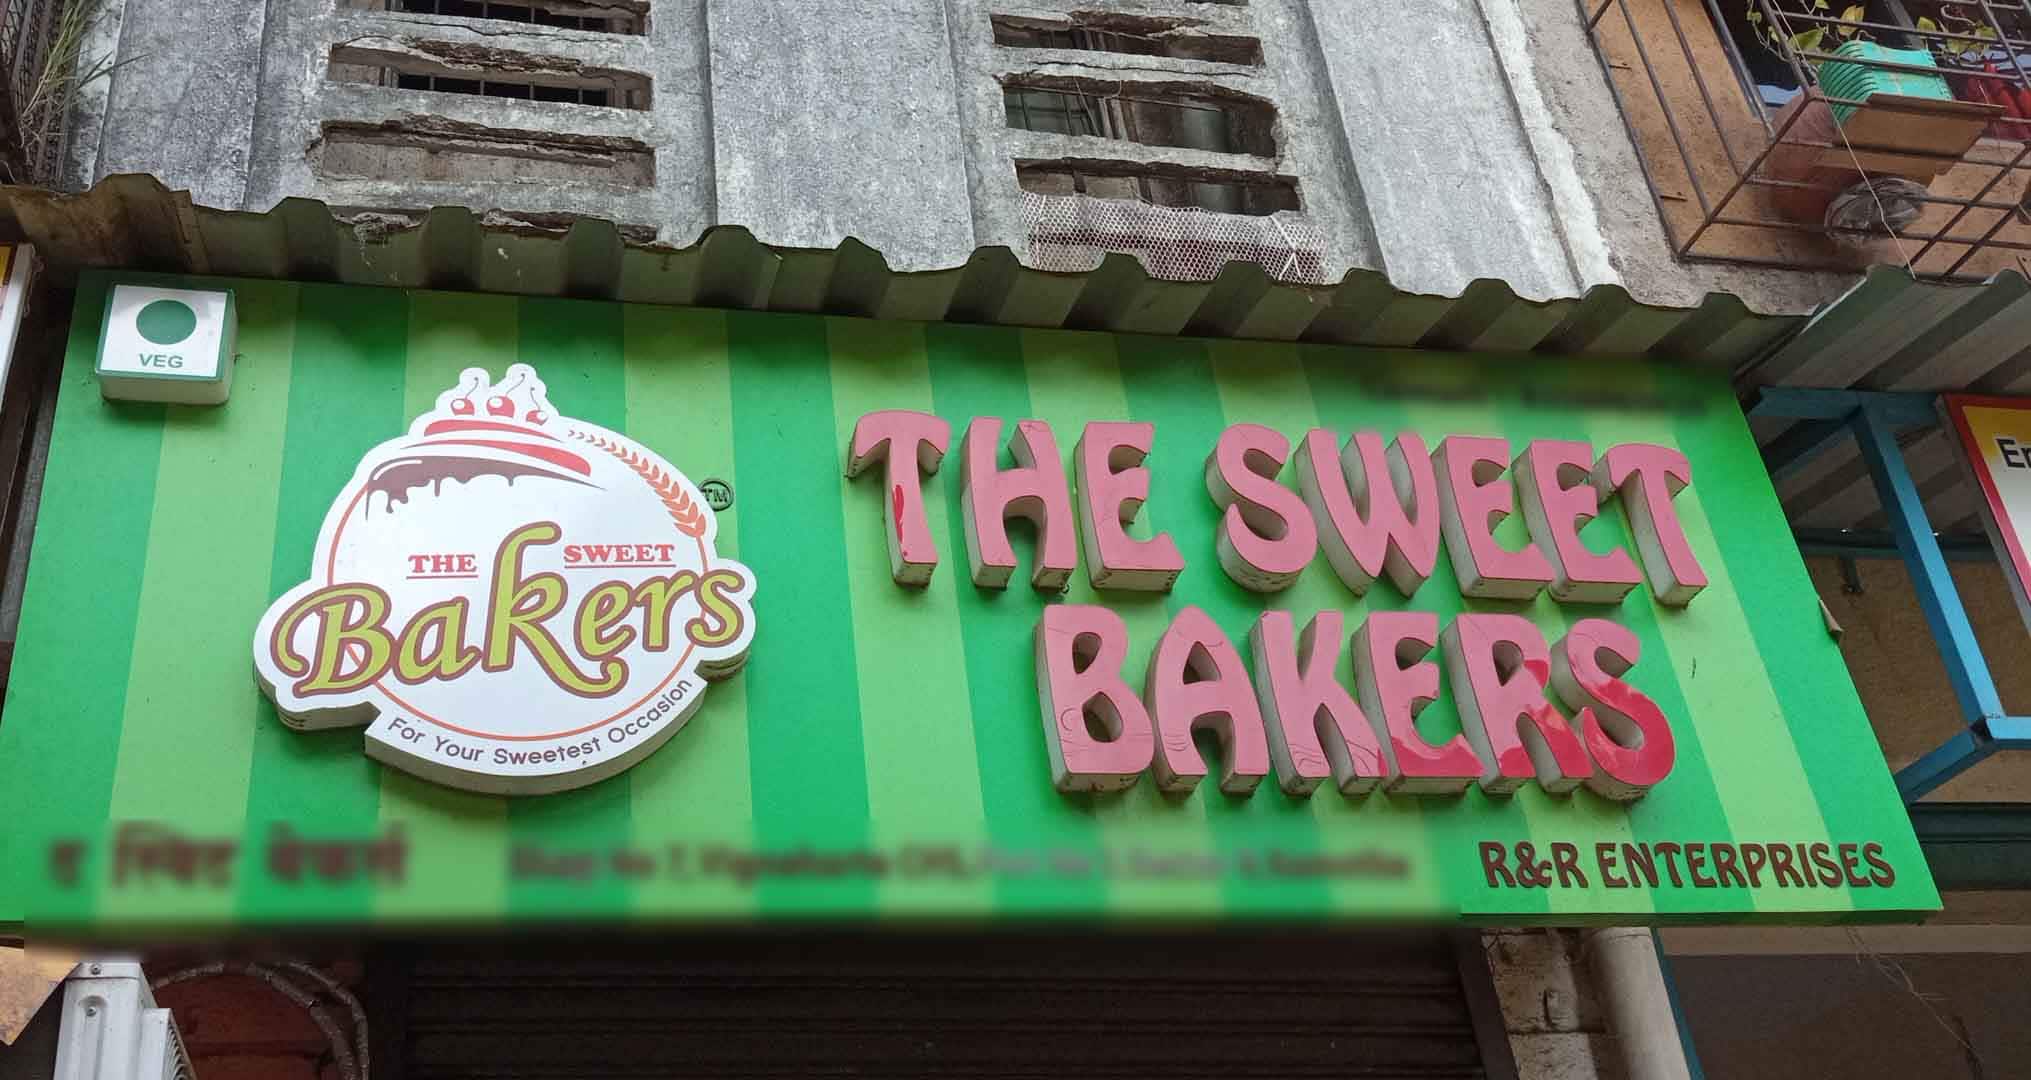 VEG
THE SWEET
Bakers
For Your Sweetest Occasion
TM
THE SWEET
BAKERS
R&R ENTERPRISES